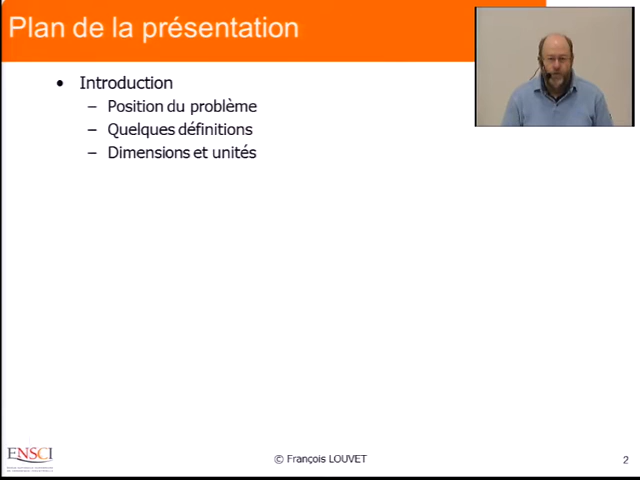 Plan de la présentation
• Introduction
– Position du problème
– Quelques définitions
– Dimensions et unités
ENSCI
© François LOUVET
2